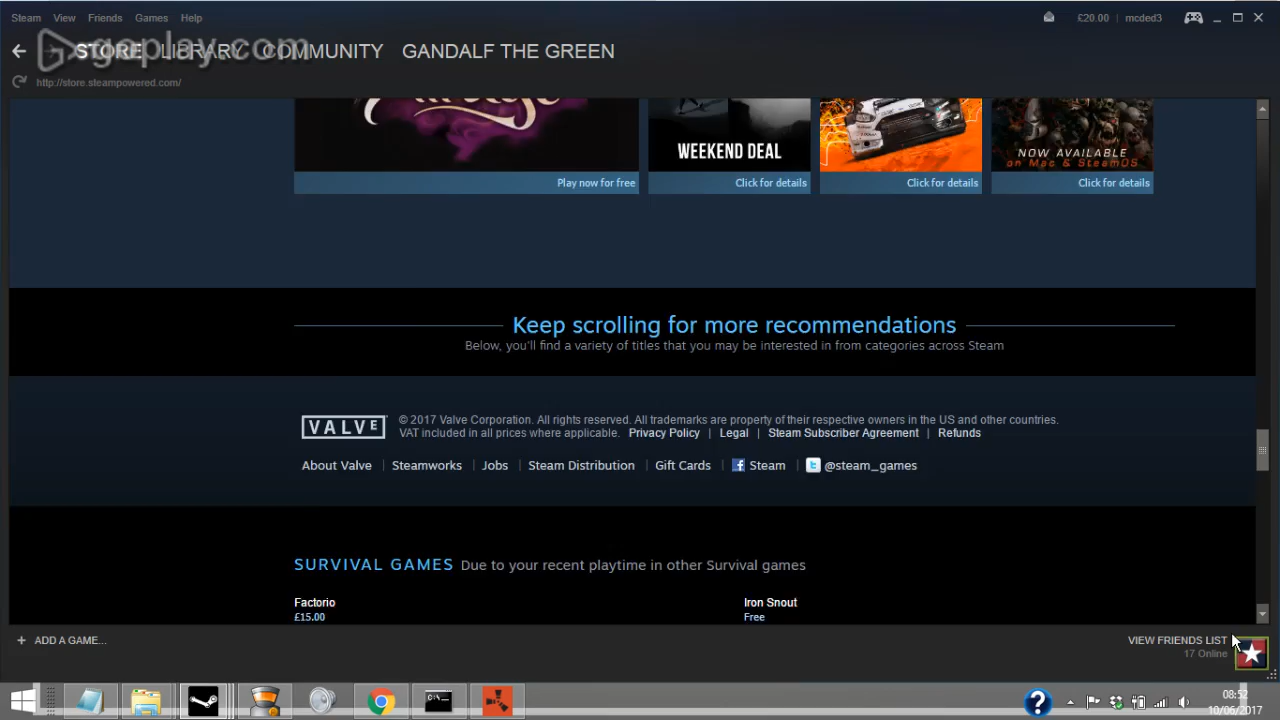 Steam View Friends Games Help
£20.00 mcded3
geplay.com
STORE LIBRARY COMMUNITY GANDALF THE GREEN
http://store.steampowered.com/
WEEKEND DEAL
NOW AVAILABLE
on Mac & SteamOS
Play now for free
Click for details
Click for details
Click for details
Keep scrolling for more recommendations
Below, you'll find a variety of titles that you may be interested in from categories across Steam
VALVE
© 2017 Valve Corporation. All rights reserved. All trademarks are property of their respective owners in the US and other countries.
VAT included in all prices where applicable. Privacy Policy | Legal | Steam Subscriber Agreement | Refunds
About Valve | Steamworks | Jobs | Steam Distribution | Gift Cards | Steam | @steam_games
SURVIVAL GAMES Due to your recent playtime in other Survival games
Factorio
£15.00
Iron Snout
Free
+ ADD A GAME...
VIEW FRIENDS LIST
17 Online
08:52
10/06/2017